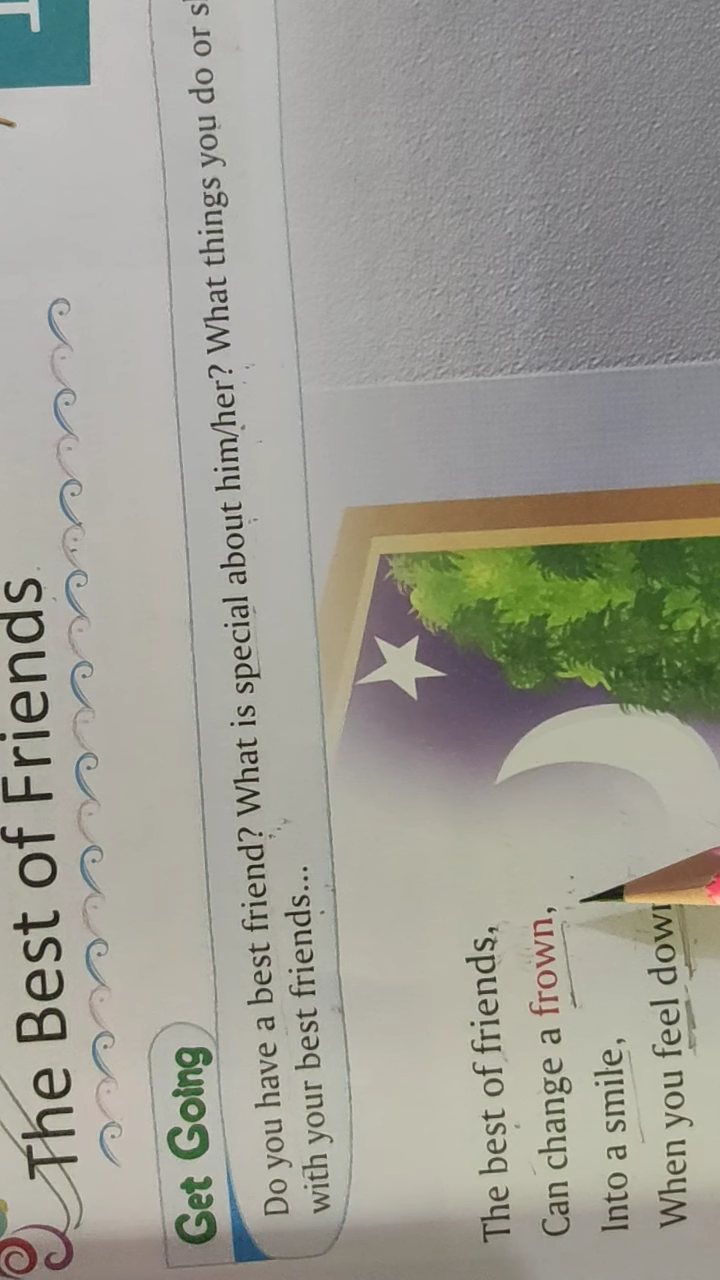 The Best of Friends
Get Going
Do you have a best friend? What is special about him/her? What things you do or
with your best friends...
The best of friends,
Can change a frown,
Into a smile,
When you feel